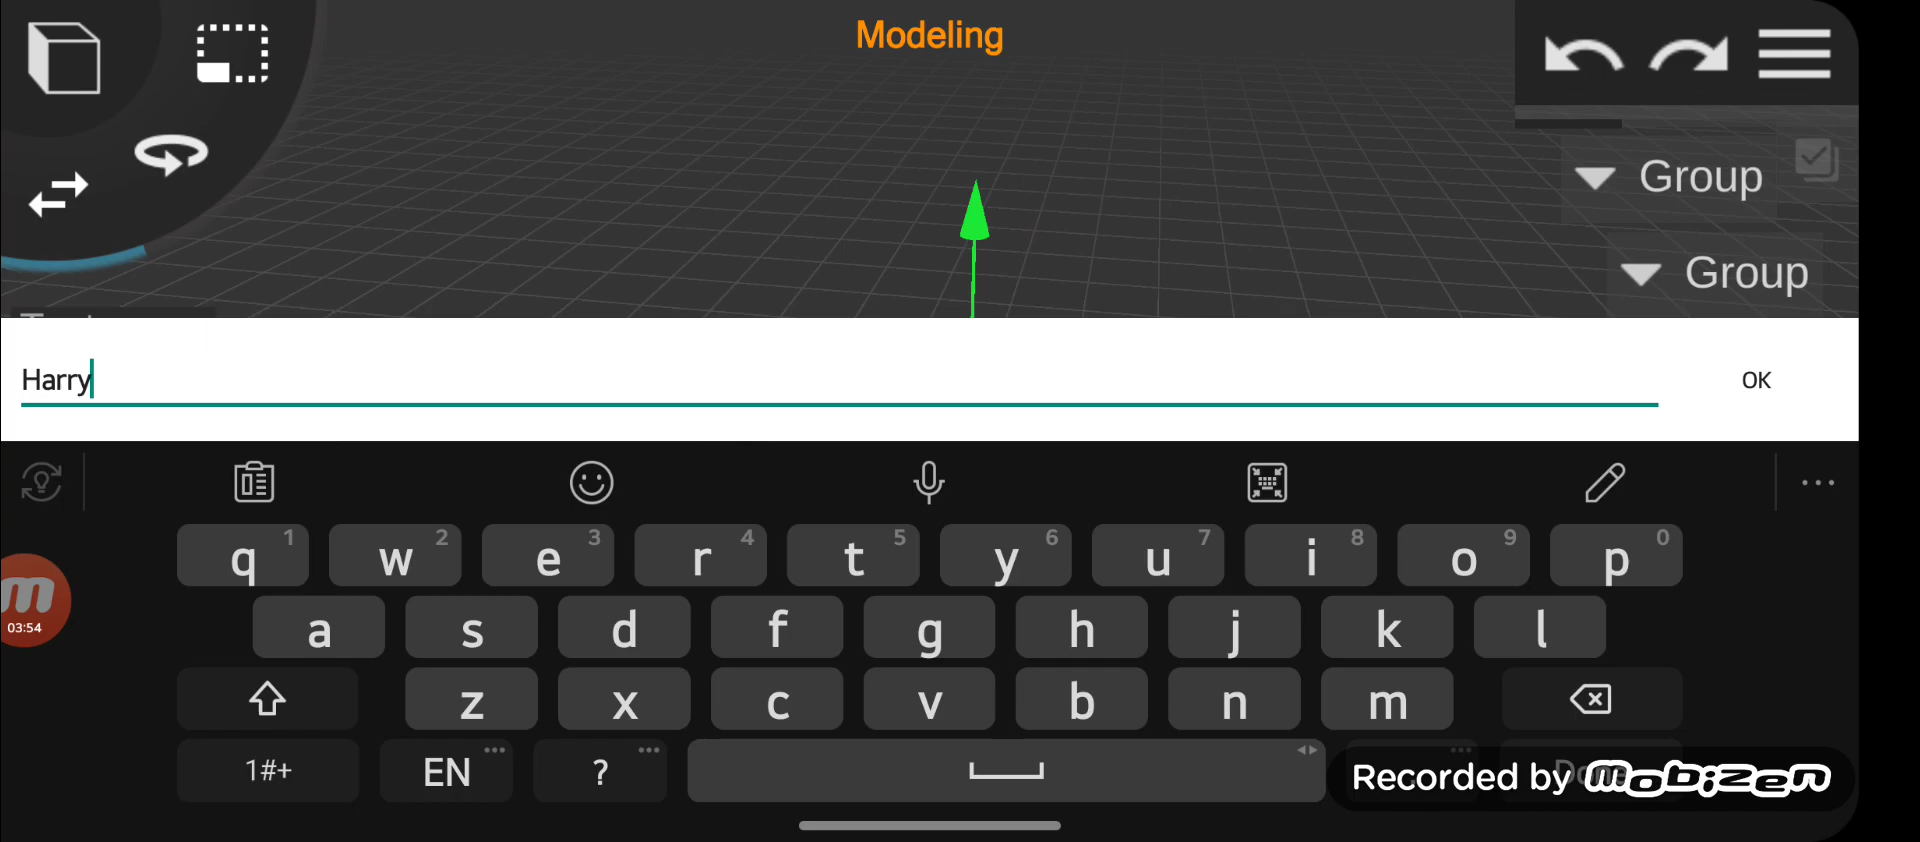 Modeling
Group
Group
Harry
OK
1 2 3 4 5 6 7 8 9 0
q w e r t y u i o p
03:54
a s d f g h j k l
z x c v b n m
1#+ EN ?
Recorded by mobizen